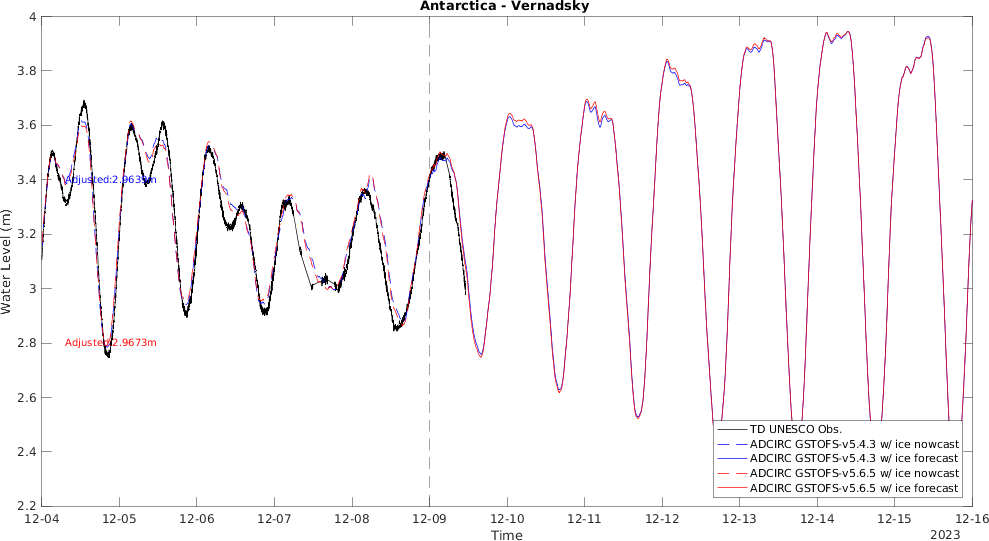 Antarctica - Vernadsky
4
3.8
3.6
3.4
3.2
3
2.8
2.6
2.4
2.2
Water Level (m)
Adjusted:2.9639m
Adjusted:2.9673m
TD UNESCO Obs.
ADCIRC GSTOFS-v5.4.3 w/ ice nowcast
ADCIRC GSTOFS-v5.4.3 w/ ice forecast
ADCIRC GSTOFS-v5.6.5 w/ ice nowcast
ADCIRC GSTOFS-v5.6.5 w/ ice forecast
12-04 12-05 12-06 12-07 12-08 12-09 12-10 12-11 12-12 12-13 12-14 12-15 12-16
Time
2023